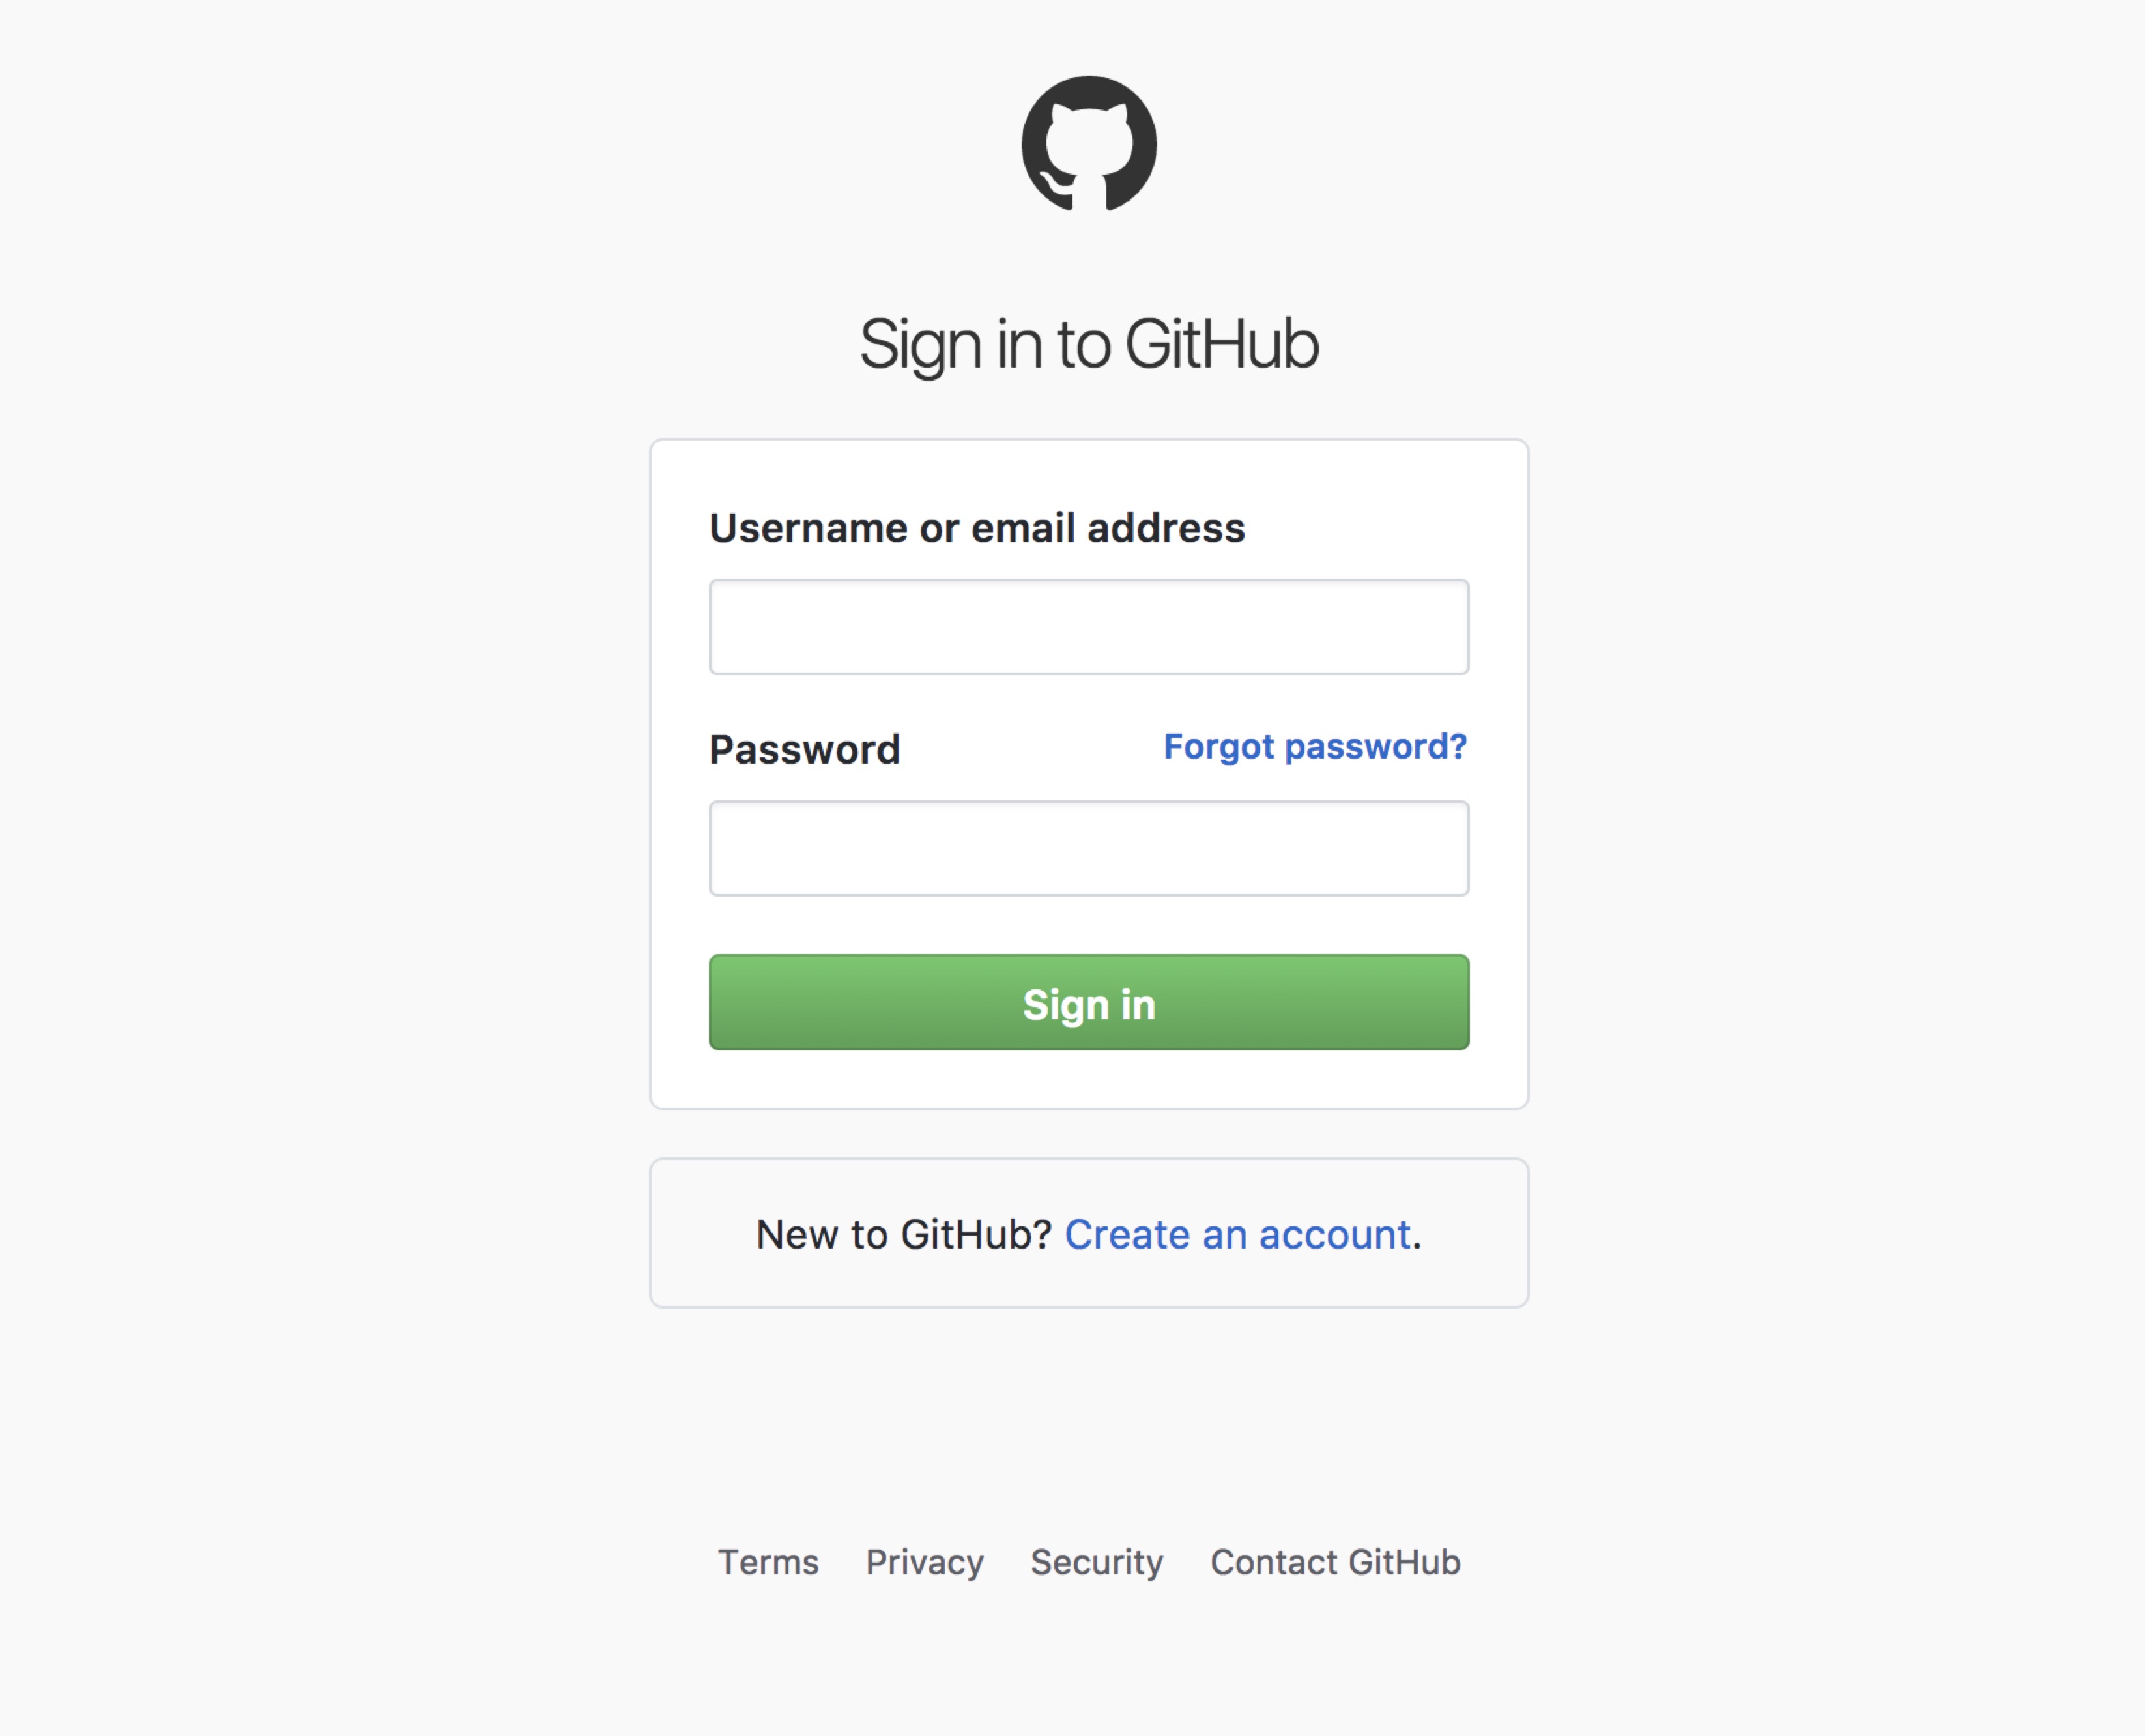 Sign in to GitHub
Username or email address
Password Forgot password?
Sign in
New to GitHub? Create an account.
Terms Privacy Security Contact GitHub